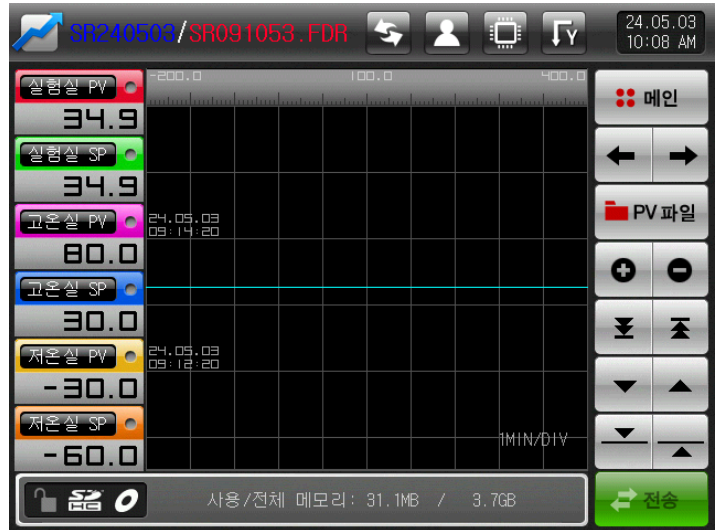 SR240503/SR091053.FDR
24.05.03
10:08 AM
실험실 PV
34.9
실험실 SP
34.9
고온실 PV
80.0
고온실 SP
30.0
저온실 PV
-30.0
저온실 SP
-60.0
-200.0 100.0 400.0
24.05.03
09:14:20
24.05.03
09:12:20
1MIN/DIV
메인
PV파일
전송
사용/전체 메모리: 31.1MB / 3.7GB